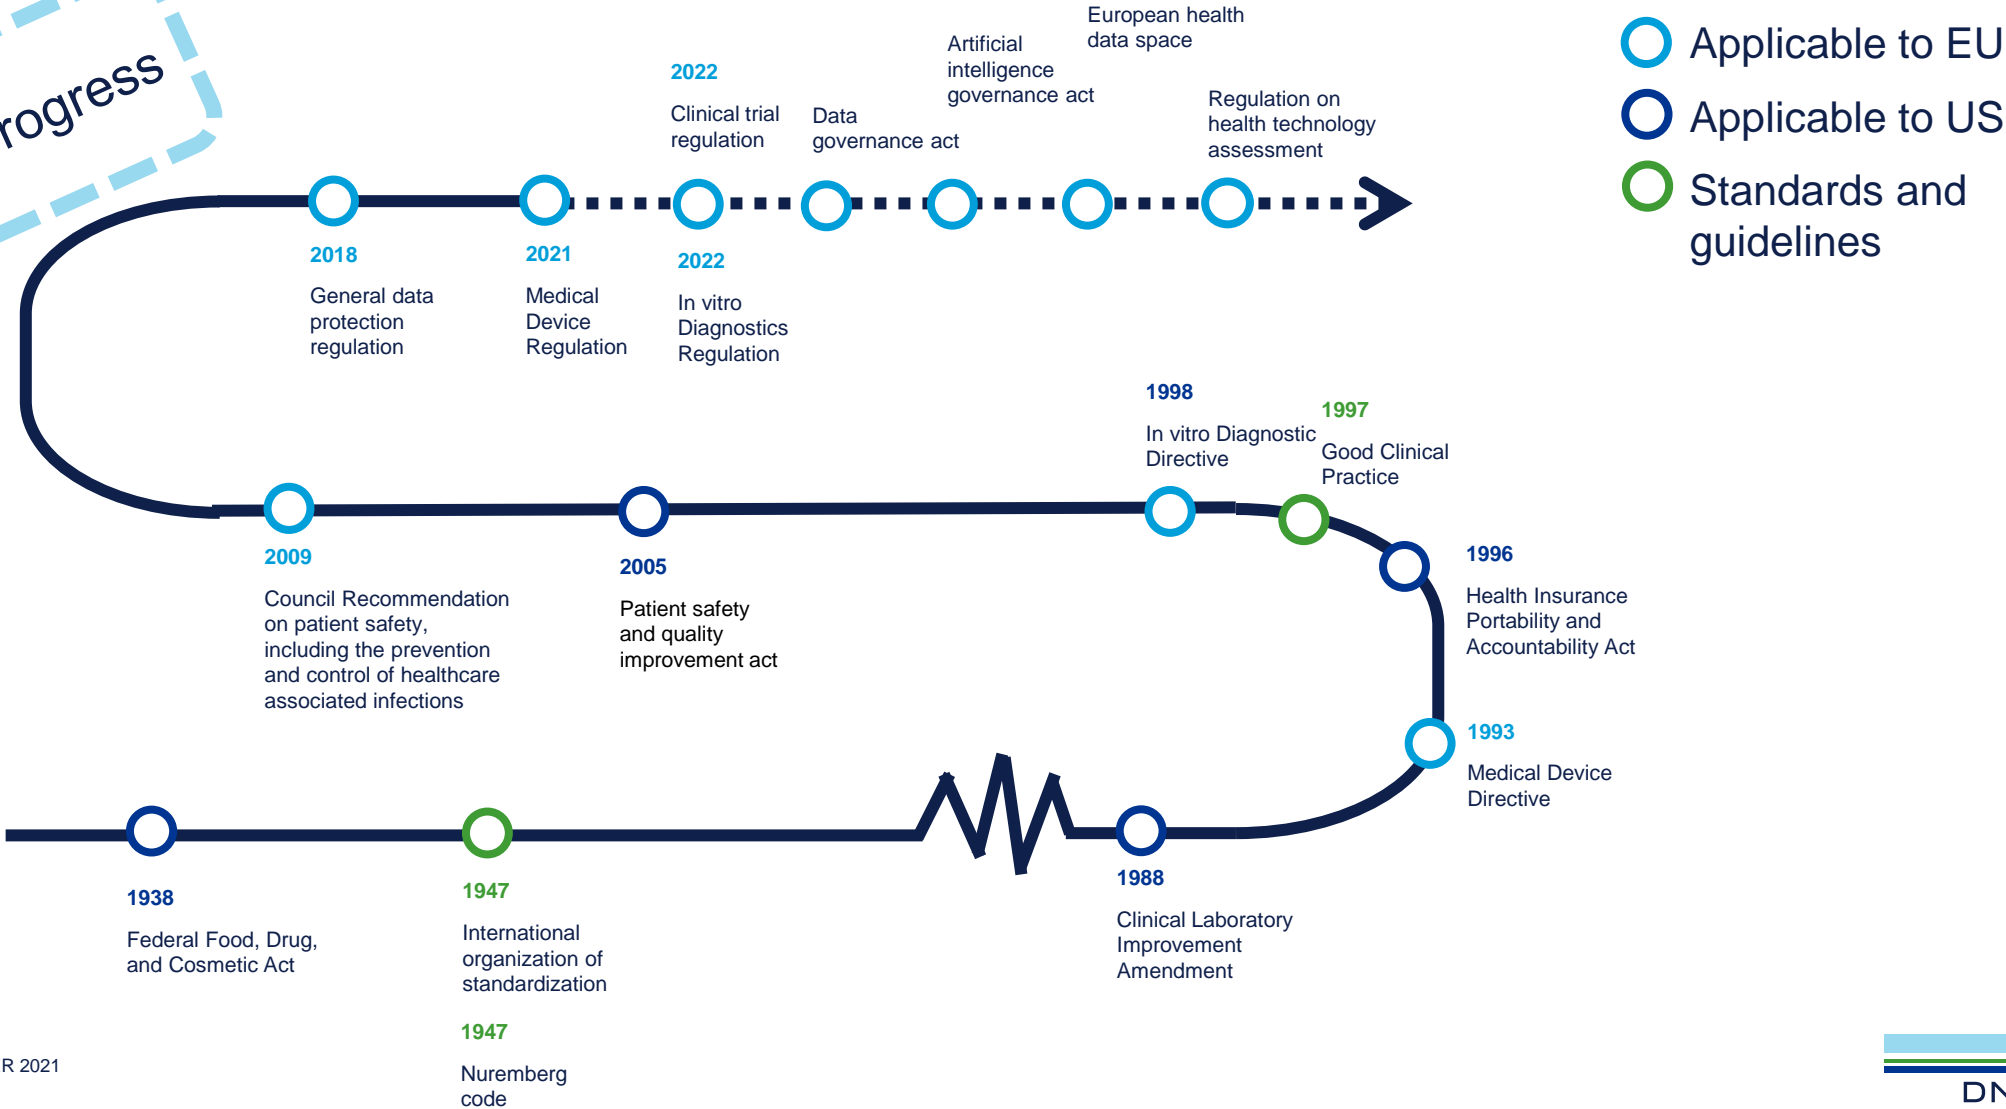 European health
data space
Artificial
intelligence
governance act
2022
Clinical trial
regulation
Data
governance act
Regulation on
health technology
assessment
Applicable to EU
Applicable to US
Standards and
guidelines
2018
General data
protection
regulation
2021
Medical
Device
Regulation
2022
In vitro
Diagnostics
Regulation
1998
In vitro Diagnostic
Directive
1997
Good Clinical
Practice
2009
Council Recommendation
on patient safety,
including the prevention
and control of healthcare
associated infections
2005
Patient safety
and quality
improvement act
1996
Health Insurance
Portability and
Accountability Act
1993
Medical Device
Directive
1938
Federal Food, Drug,
and Cosmetic Act
1947
International
organization of
standardization
1947
Nuremberg
code
1988
Clinical Laboratory
Improvement
Amendment
R 2021